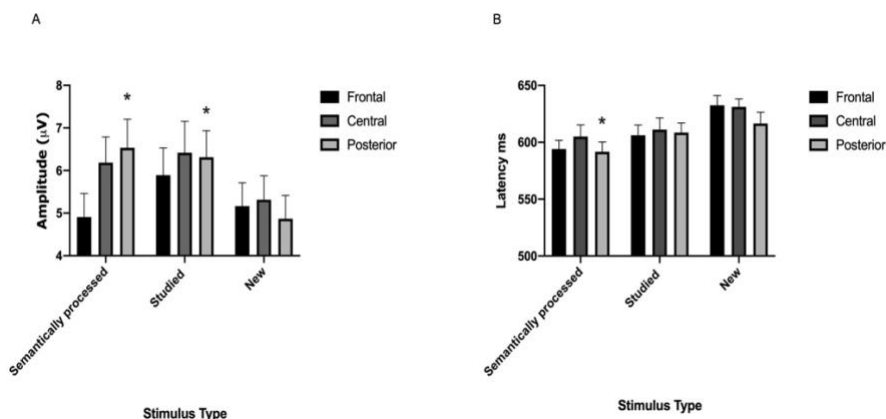 A
Amplitude (µV)
8
7
6
5
4
*
*
Semantically processed
Studied
New
Stimulus Type
Frontal
Central
Posterior
B
Latency ms
650
600
550
500
*
Semantically processed
Studied
New
Stimulus Type
Frontal
Central
Posterior